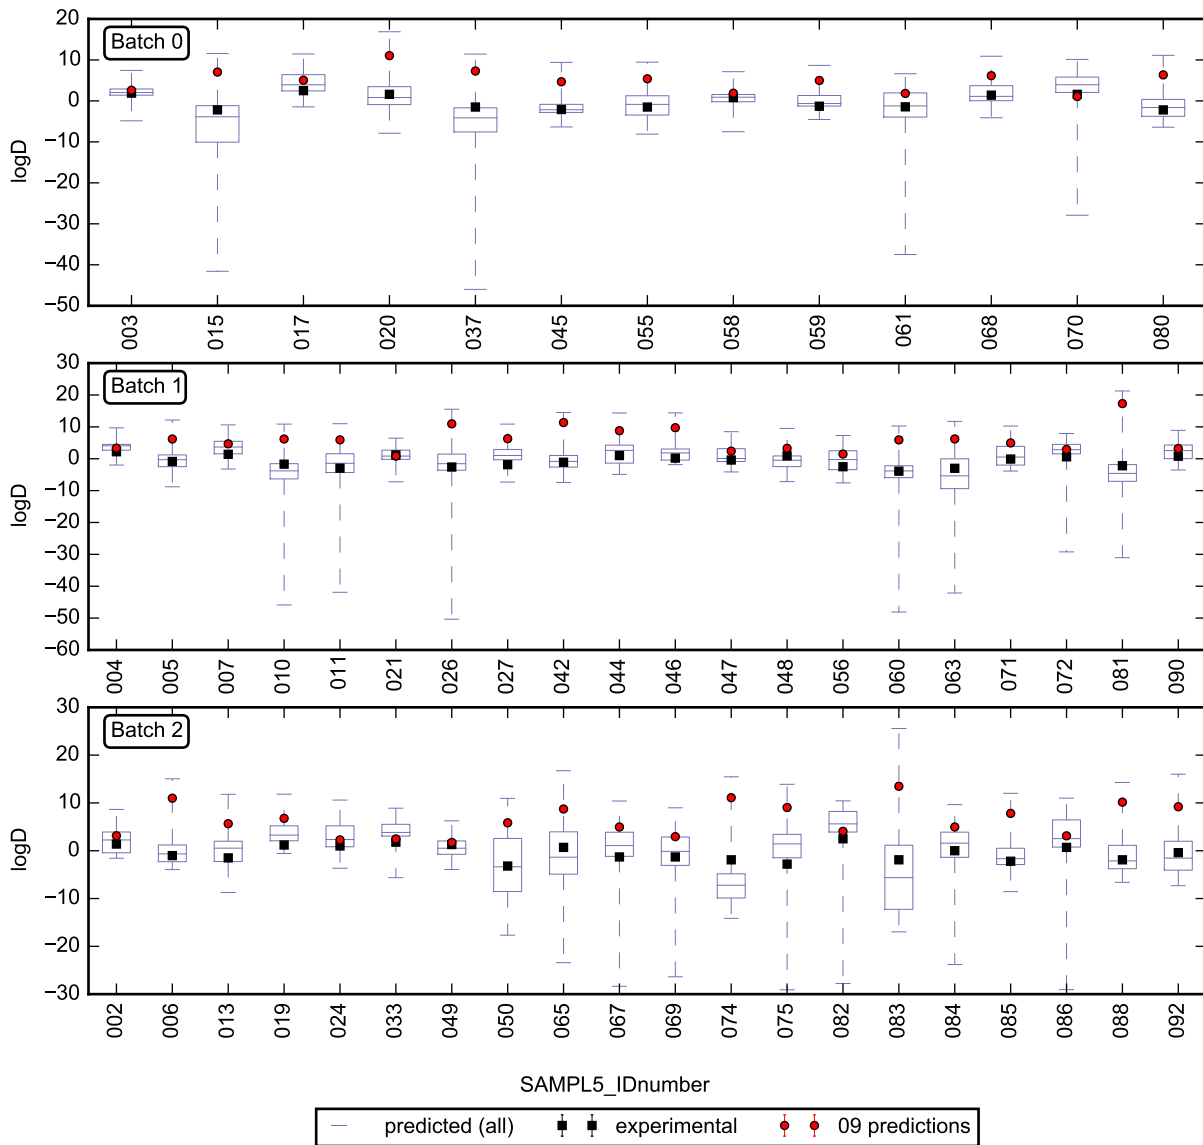 20
Batch 0
10
0
−10
−20
−30
−40
−50
logD
003 015 017 020 037 045 055 058 059 061 068 070 080
30
Batch 1
20
10
0
−10
−20
−30
−40
−50
−60
logD
004 005 007 010 011 021 026 027 042 044 046 047 048 056 060 063 071 072 081 090
30
Batch 2
20
10
0
−10
−20
−30
logD
002 006 013 019 024 033 049 050 065 067 069 074 075 082 083 084 085 086 088 092
SAMPL5_IDnumber
predicted (all) experimental 09 predictions